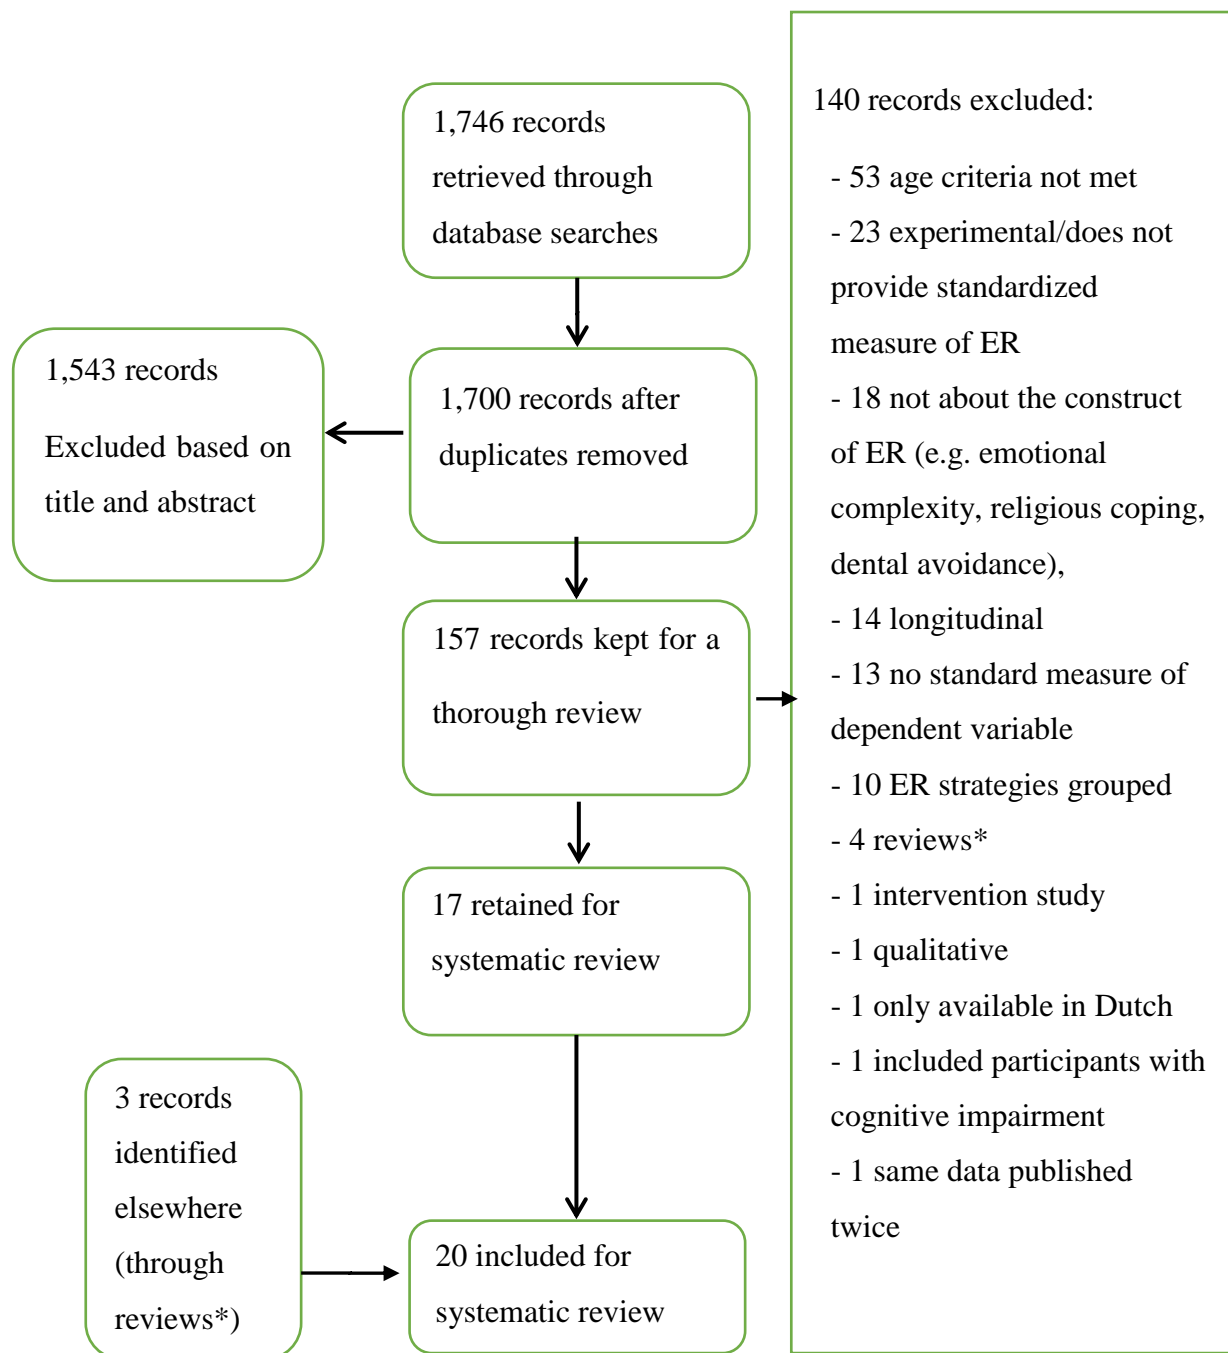 1,746 records
retrieved through
database searches
1,543 records
Excluded based on
title and abstract
1,700 records after
duplicates removed
157 records kept for a
thorough review
17 retained for
systematic review
3 records
identified
elsewhere
(through
reviews*)
20 included for
systematic review
140 records excluded:
- 53 age criteria not met
- 23 experimental/does not
provide standardized
measure of ER
- 18 not about the construct
of ER (e.g. emotional
complexity, religious coping,
dental avoidance),
- 14 longitudinal
- 13 no standard measure of
dependent variable
- 10 ER strategies grouped
- 4 reviews*
- 1 intervention study
- 1 qualitative
- 1 only available in Dutch
- 1 included participants with
cognitive impairment
- 1 same data published
twice